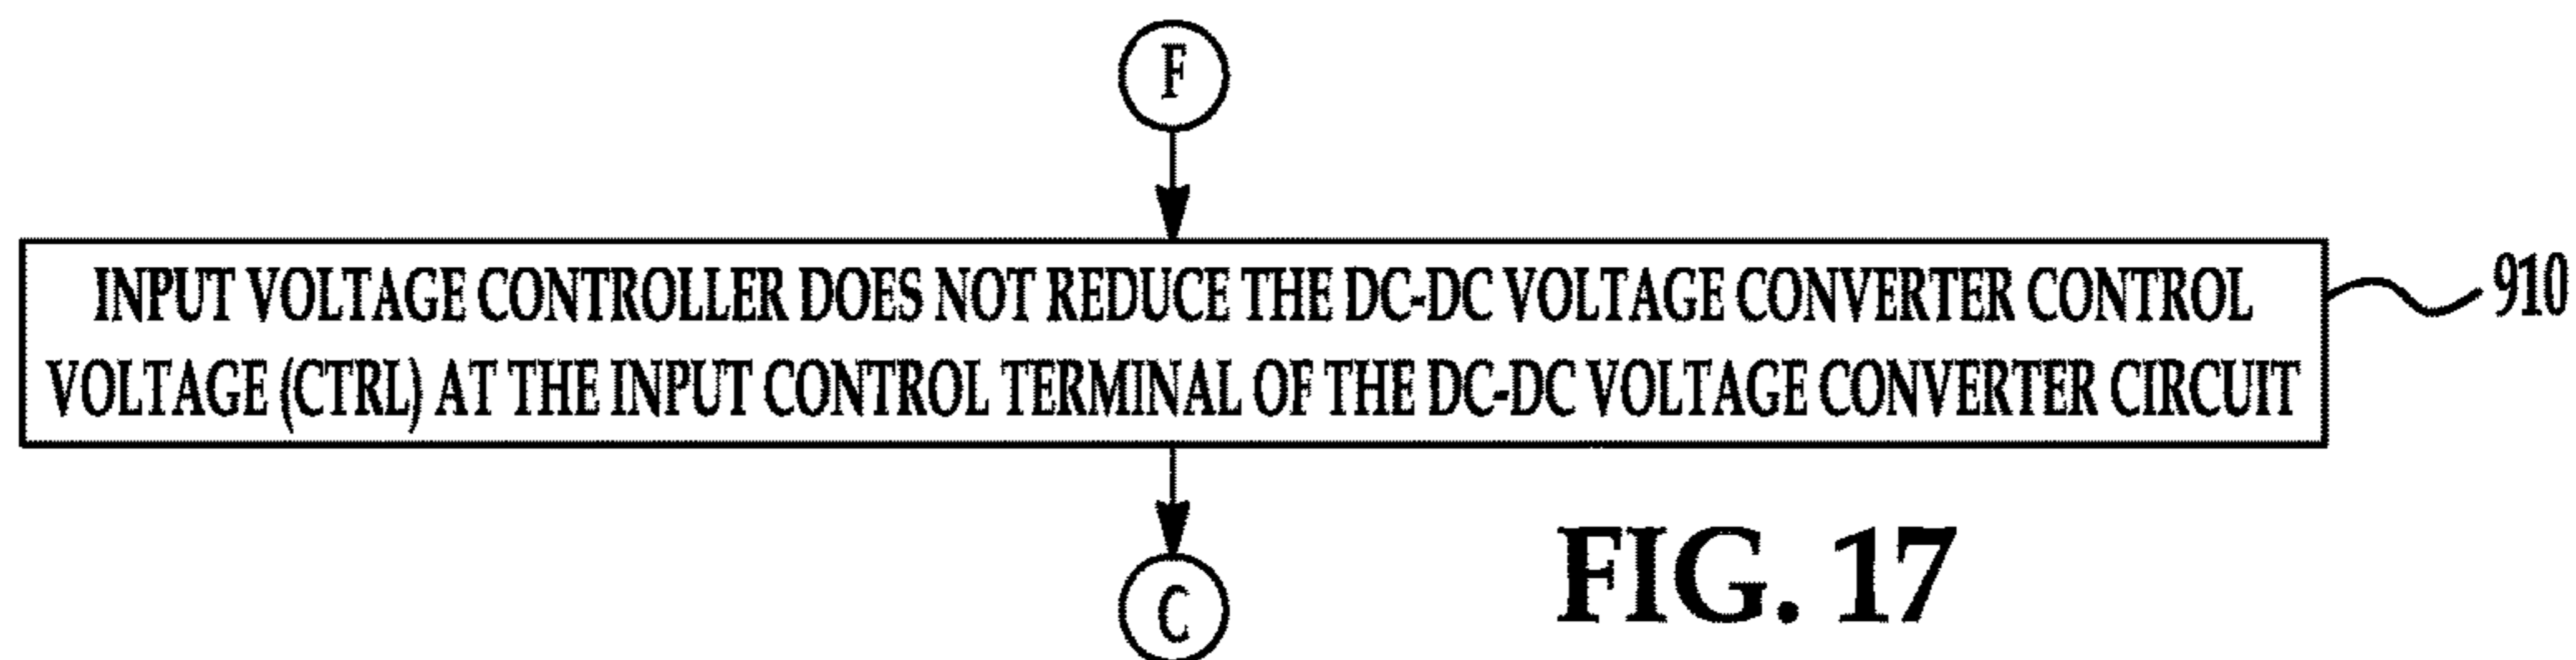 F
INPUT VOLTAGE CONTROLLER DOES NOT REDUCE THE DC-DC VOLTAGE CONVERTER CONTROL
VOLTAGE (CTRL) AT THE INPUT CONTROL TERMINAL OF THE DC-DC VOLTAGE CONVERTER CIRCUIT
910
C
FIG. 17